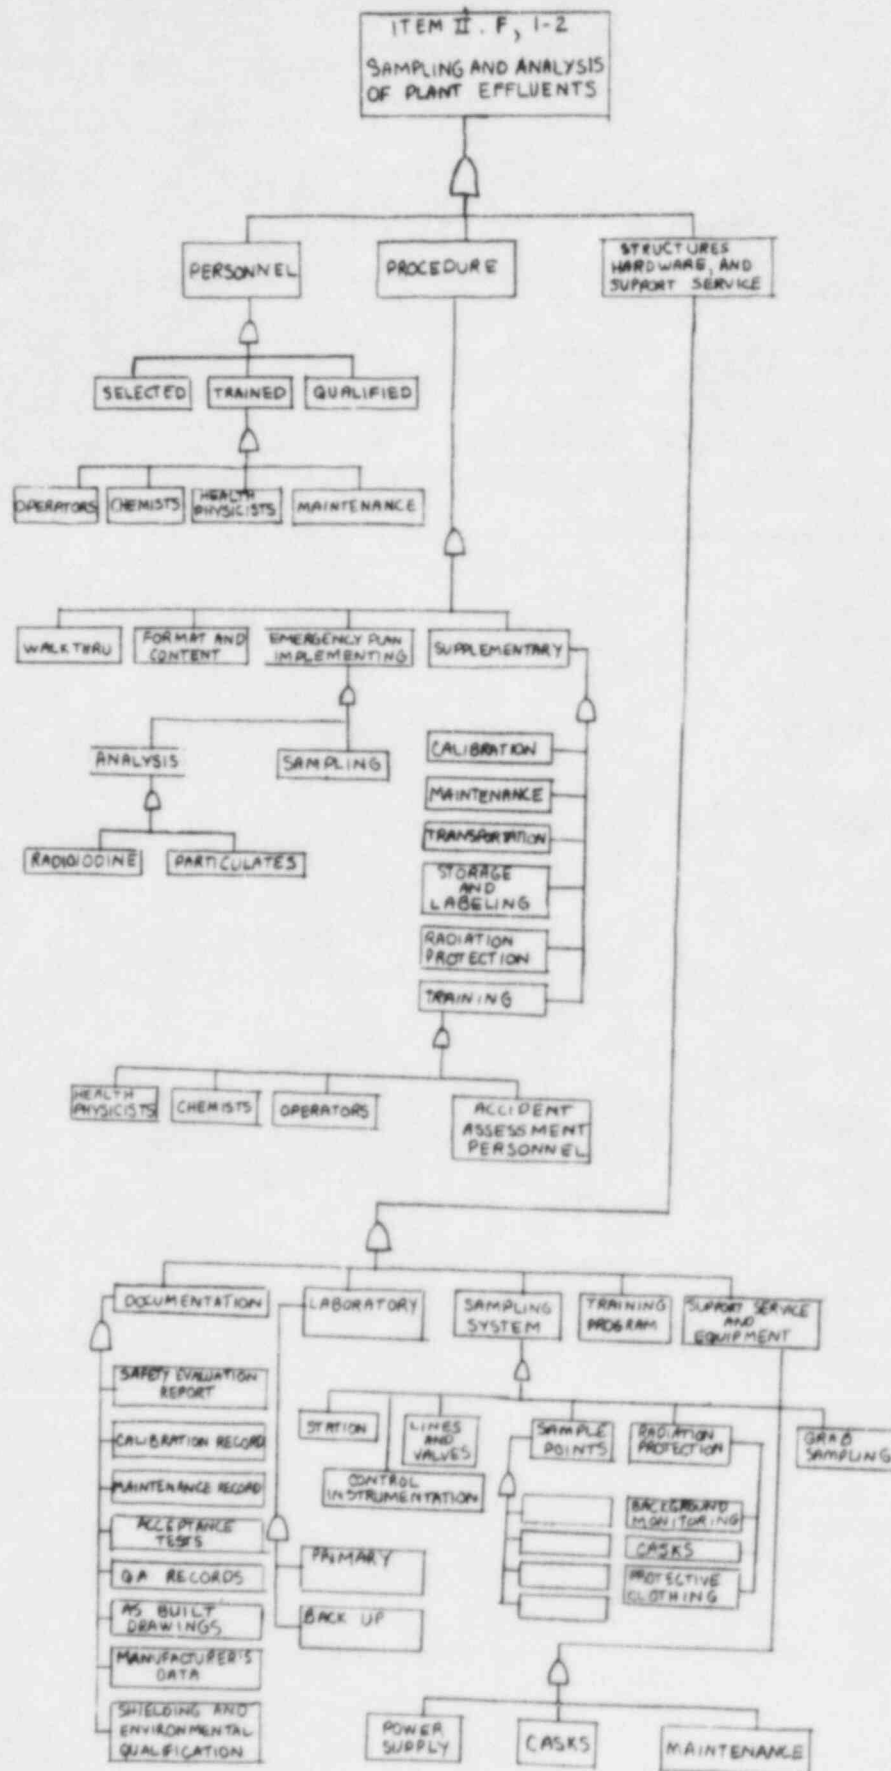 ITEM II. F, 1-2
SAMPLING AND ANALYSIS
OF PLANT EFFLUENTS
PERSONNEL
PROCEDURE
STRUCTURES
HARDWARE, AND
SUPPORT SERVICE
SELECTED
TRAINED
QUALIFIED
OPERATORS
CHEMISTS
HEALTH
PHYSICISTS
MAINTENANCE
WALK THRU
FORMAT AND
CONTENT
EMERGENCY PLAN
IMPLEMENTING
SUPPLEMENTARY
ANALYSIS
SAMPLING
RADIOIODINE
PARTICULATES
CALIBRATION
MAINTENANCE
TRANSPORTATION
STORAGE
AND
LABELING
RADIATION
PROTECTION
TRAINING
HEALTH
PHYSICISTS
CHEMISTS
OPERATORS
ACCIDENT
ASSESSMENT
PERSONNEL
DOCUMENTATION
LABORATORY
SAMPLING
SYSTEM
TRAINING
PROGRAM
SUPPORT SERVICE
AND
EQUIPMENT
SAFETY EVALUATION
REPORT
CALIBRATION RECORD
MAINTENANCE RECORD
ACCEPTANCE
TESTS
QA RECORDS
AS BUILT
DRAWINGS
MANUFACTURER'S
DATA
SHIELDING AND
ENVIRONMENTAL
QUALIFICATION
PRIMARY
BACK UP
STATION
CONTROL
INSTRUMENTATION
LINES
AND
VALVES
SAMPLE
POINTS
RADIATION
PROTECTION
GRAB
SAMPLING
BACKGROUND
MONITORING
CASKS
PROTECTIVE
CLOTHING
POWER
SUPPLY
CASKS
MAINTENANCE